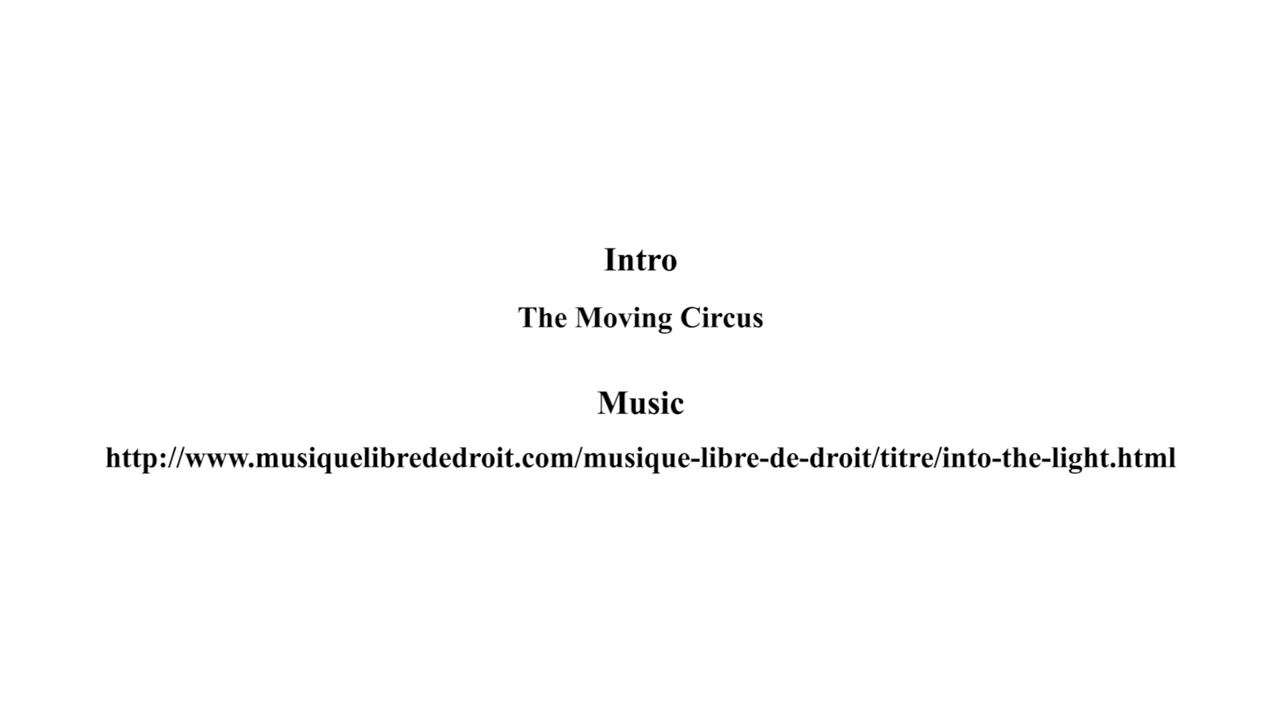 Intro
The Moving Circus
Music
http://www.musiquelibrededroit.com/musique-libre-de-droit/titre/into-the-light.html